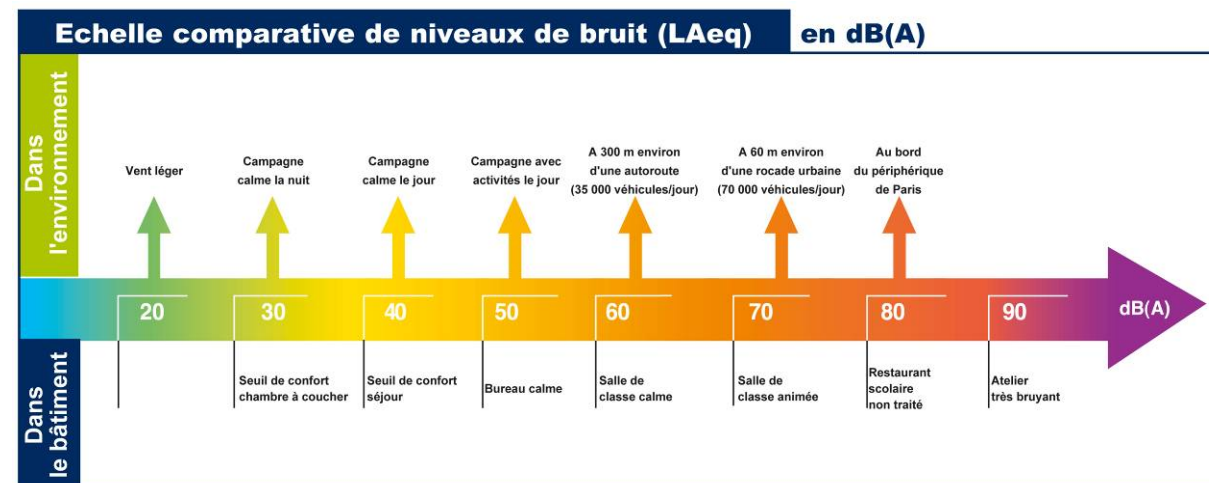 Echelle comparative de niveaux de bruit (LAeq) en dB(A)
Dans
l'environnement
Vent léger
Campagne
calme la nuit
Campagne
calme le jour
Campagne avec
activités le jour
A 300 m environ
d'une autoroute
(35 000 véhicules/jour)
A 60 m environ
d'une rocade urbaine
(70 000 véhicules/jour)
Au bord
du périphérique
de Paris
20 30 40 50 60 70 80 90 dB(A)
Dans
le bâtiment
Seuil de confort
chambre à coucher
Seuil de confort
séjour
Bureau calme
Salle de
classe calme
Salle de
classe animée
Restaurant
scolaire
non traité
Atelier
très bruyant